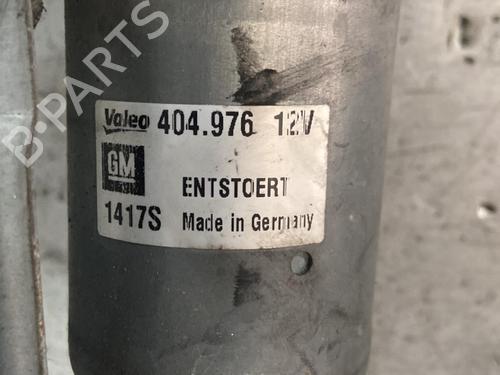 B-PARTS
Valeo 404.976 12V
GM
ENTSTOERT
1417S Made in Germany